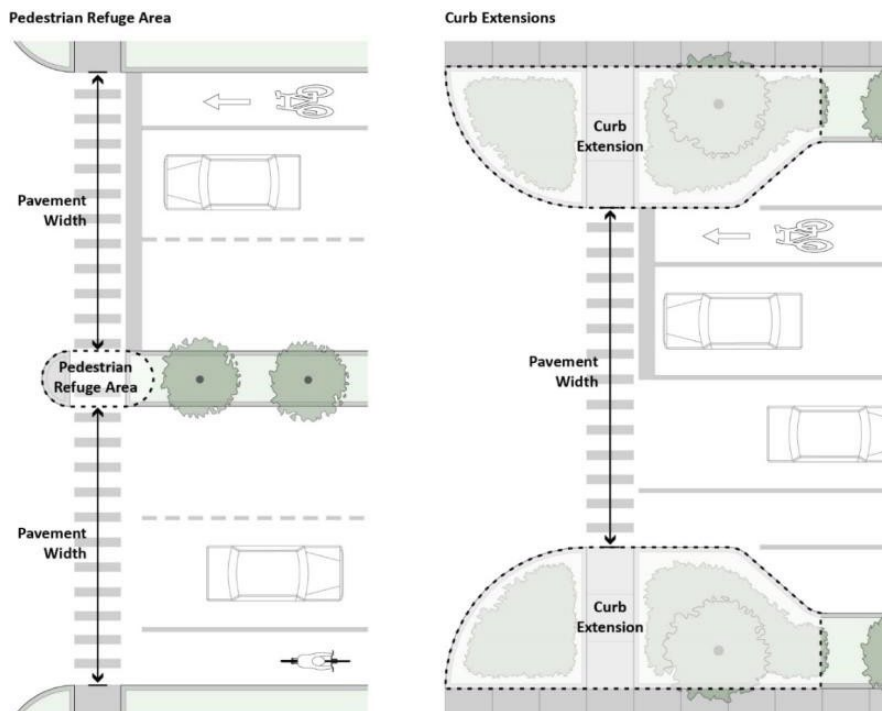 Pedestrian Refuge Area
Pavement
Width
Pedestrian
Refuge Area
Pavement
Width
Curb Extensions
Curb
Extension
Pavement
Width
Curb
Extension